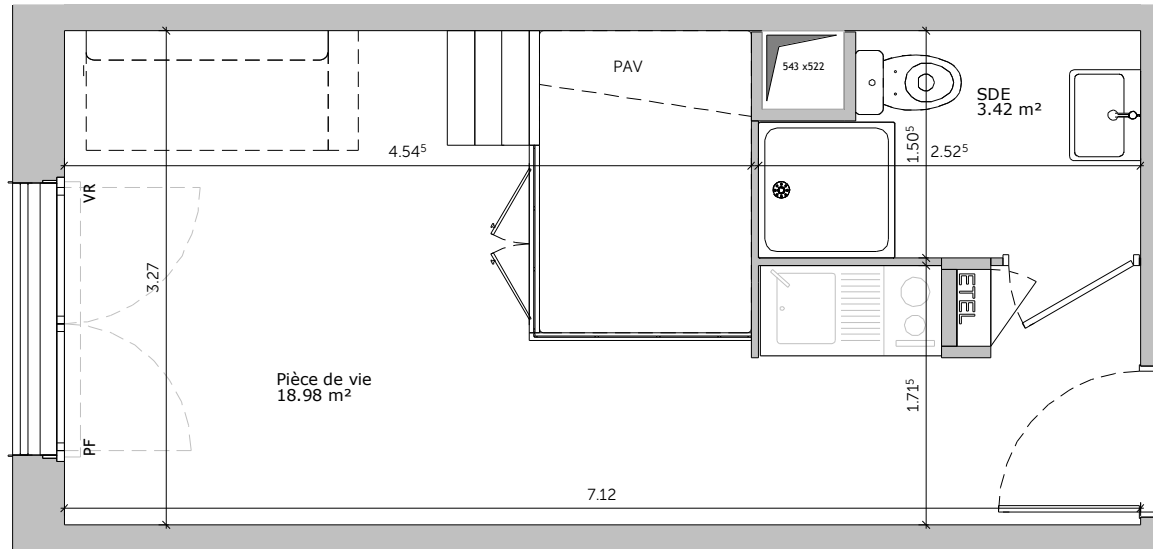 PAV
543 x522
SDE
3.42 m²
4.54⁵
1.50⁵
2.52⁵
VR
3.27
ETEL
Pièce de vie
18.98 m²
1.71⁵
PF
7.12